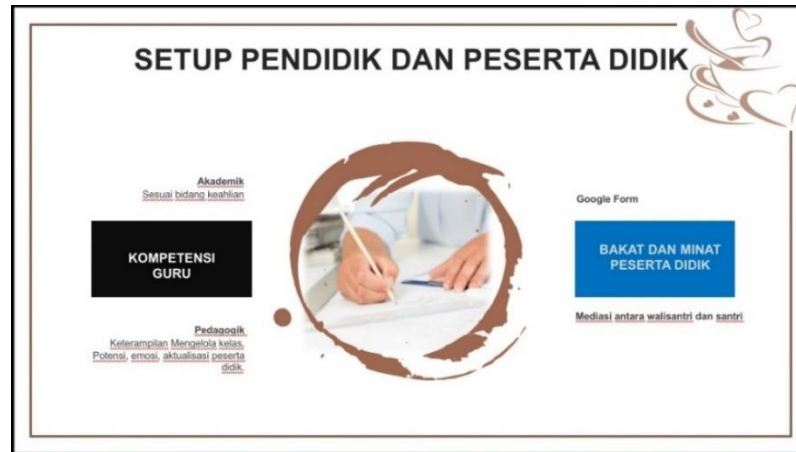 SETUP PENDIDIK DAN PESERTA DIDIK
Akademik
Sesuai bidang keahlian
KOMPETENSI
GURU
Pedagogik
Keterampilan Mengelola kelas,
Potensi, emosi, aktualisasi peserta
didik.
Google Form
BAKAT DAN MINAT
PESERTA DIDIK
Mediasi antara walisantri dan santri